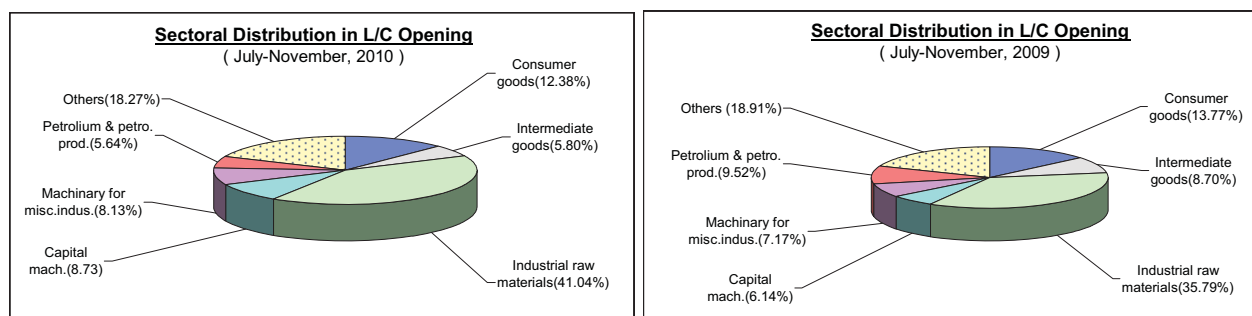 Sectoral Distribution in L/C Opening
( July-November, 2010 )
Consumer
goods(12.38%)
Others(18.27%)
Petrolium & petro.
prod.(5.64%)
Intermediate
goods(5.80%)
Machinary for
misc.indus.(8.13%)
Capital
mach.(8.73)
Industrial raw
materials(41.04%)
Sectoral Distribution in L/C Opening
( July-November, 2009 )
Consumer
goods(13.77%)
Others (18.91%)
Petrolium & petro.
prod.(9.52%)
Intermediate
goods(8.70%)
Machinary for
misc.indus.(7.17%)
Capital
mach.(6.14%)
Industrial raw
materials(35.79%)